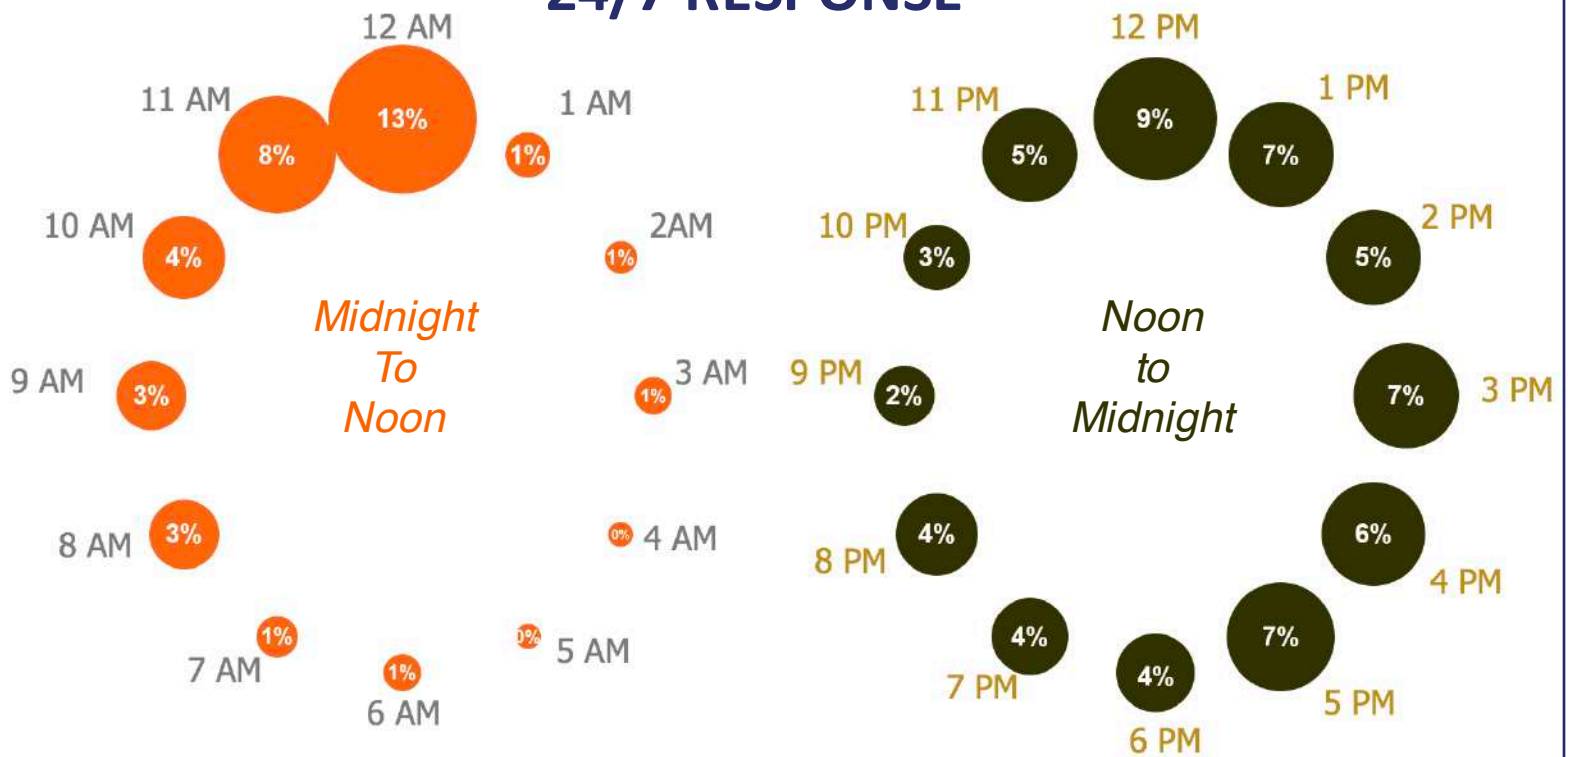 24/7 RESPONSE
12 AM
13%
1 AM
1%
2AM
1%
3 AM
1%
4 AM
0%
5 AM
0%
6 AM
1%
7 AM
1%
8 AM
3%
9 AM
3%
10 AM
4%
11 AM
8%
Midnight
To
Noon
12 PM
9%
1 PM
7%
2 PM
5%
3 PM
7%
4 PM
6%
5 PM
7%
6 PM
4%
7 PM
4%
8 PM
4%
9 PM
2%
10 PM
3%
11 PM
5%
Noon
to
Midnight